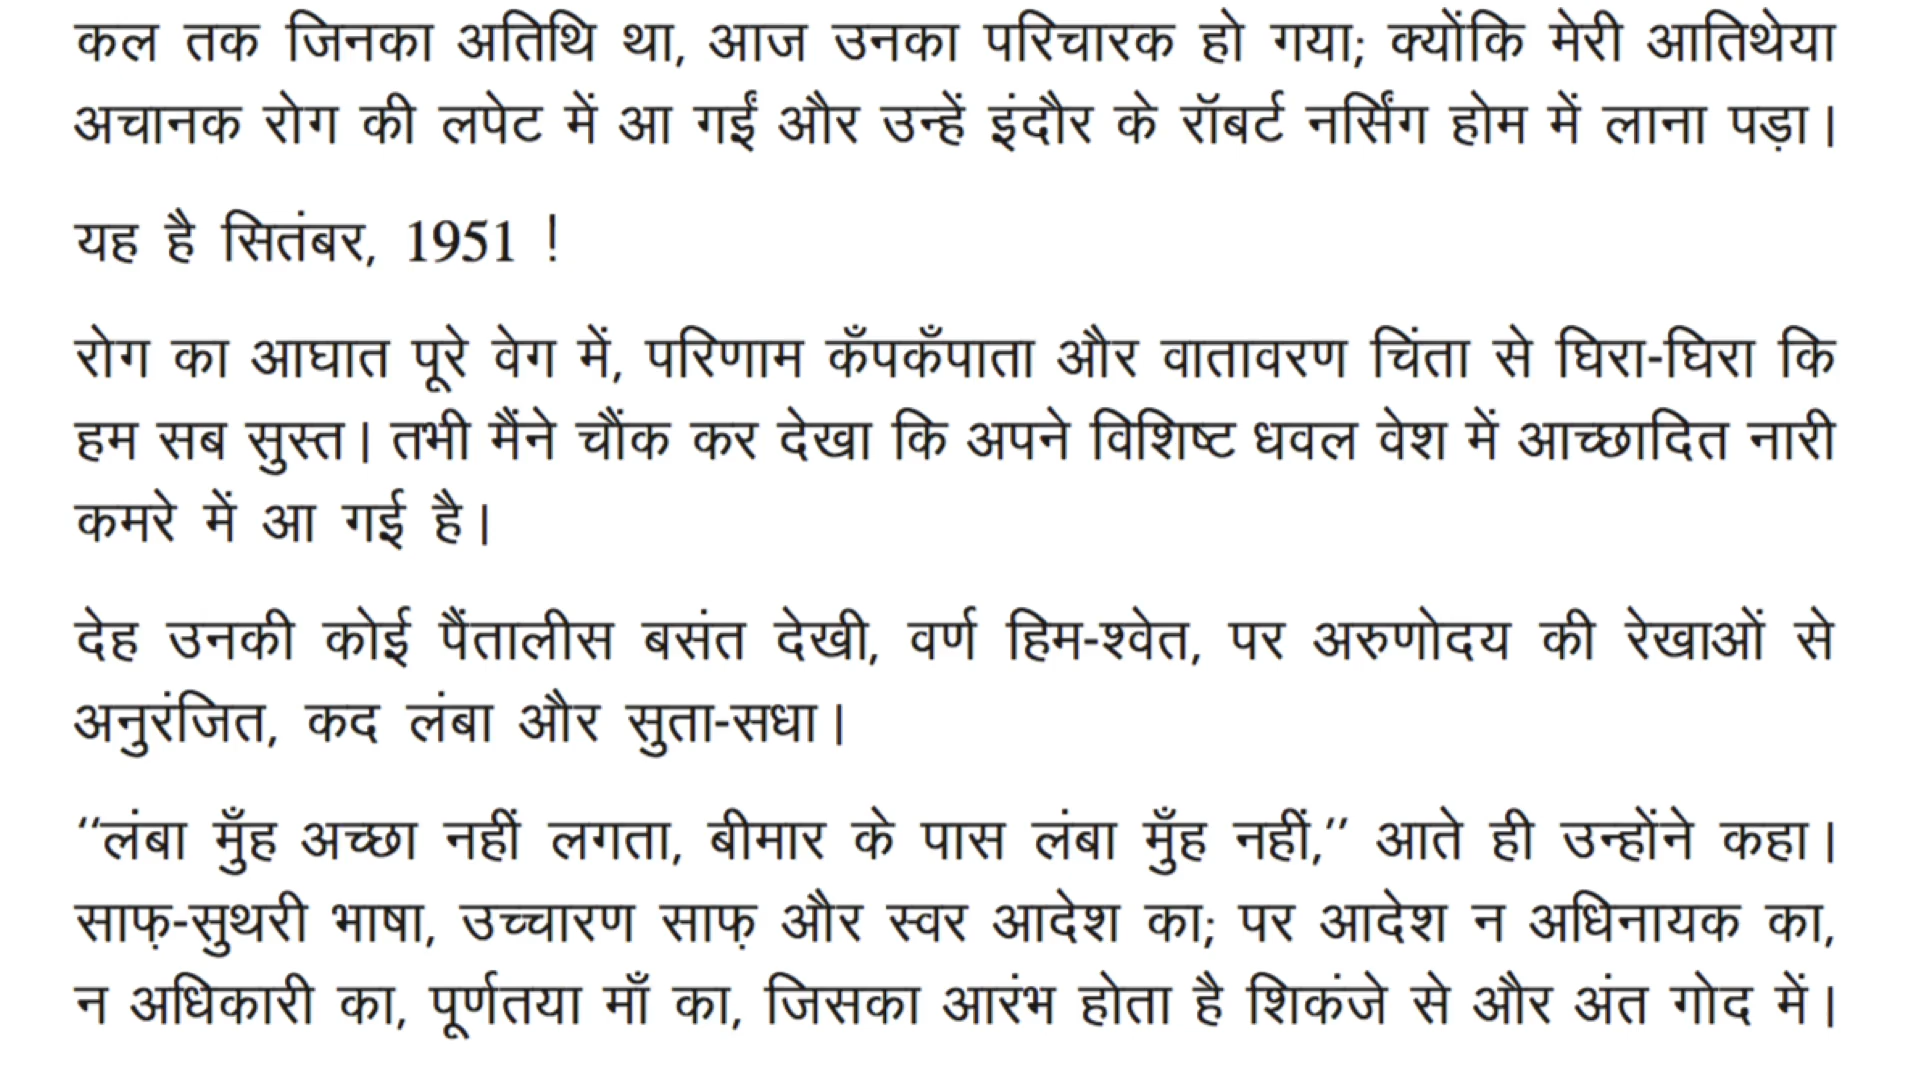 कल तक जिनका अतिथि था, आज उनका परिचारक हो गया; क्योंकि मेरी आतिथेया
अचानक रोग की लपेट में आ गईं और उन्हें इंदौर के रॉबर्ट नर्सिंग होम में लाना पड़ा।
यह है सितंबर, 1951 !
रोग का आघात पूरे वेग में, परिणाम कँपकँपाता और वातावरण चिंता से घिरा-घिरा कि
हम सब सुस्त। तभी मैंने चौंक कर देखा कि अपने विशिष्ट धवल वेश में आच्छादित नारी
कमरे में आ गई है।
देह उनकी कोई पैंतालीस बसंत देखी, वर्ण हिम-श्वेत, पर अरुणोदय की रेखाओं से
अनुरंजित, कद लंबा और सुता-सधा।
“लंबा मुँह अच्छा नहीं लगता, बीमार के पास लंबा मुँह नहीं,” आते ही उन्होंने कहा।
साफ़-सुथरी भाषा, उच्चारण साफ़ और स्वर आदेश का; पर आदेश न अधिनायक का,
न अधिकारी का, पूर्णतया माँ का, जिसका आरंभ होता है शिकंजे से और अंत गोद में।